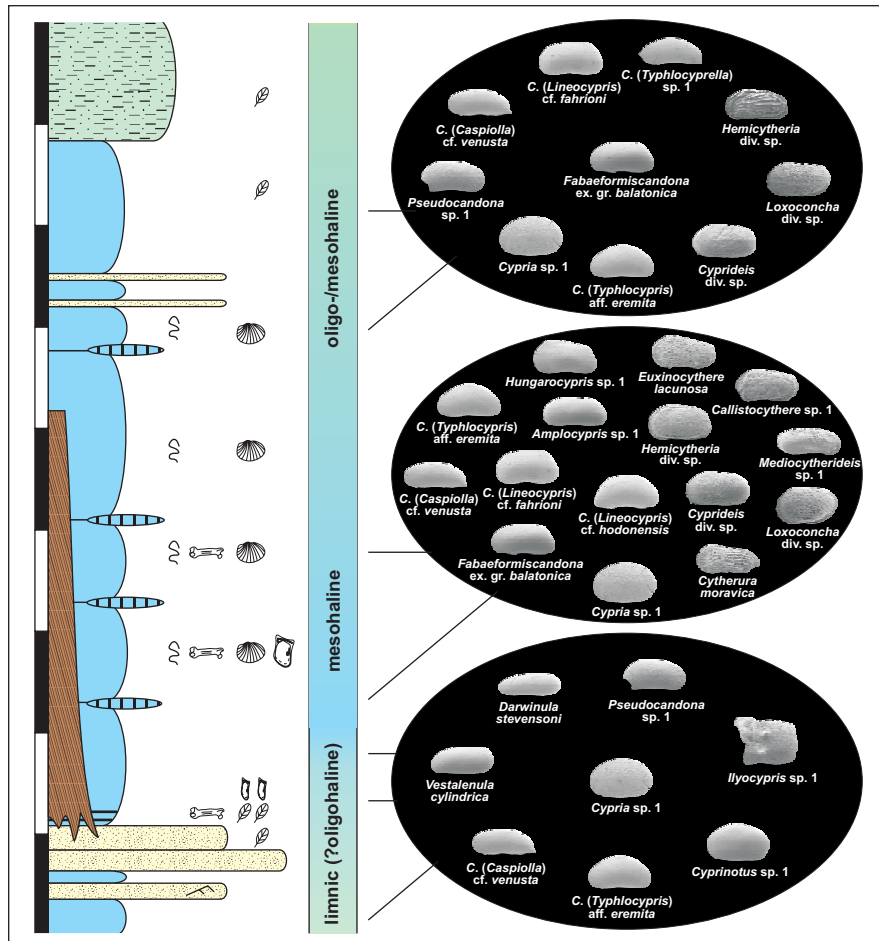 oligo-/mesohaline
mesohaline
limnic (?oligohaline)
C. (Lineocypris)
cf. fahrioni
C. (Typhlocyprella)
sp. 1
C. (Caspiolla)
cf. venusta
Hemicytheria
div. sp.
Fabaeformiscandona
ex. gr. balatonica
Pseudocandona
sp. 1
Loxoconcha
div. sp.
Cypria sp. 1
Cyprideis
div. sp.
C. (Typhlocypris)
aff. eremita
Hungarocypris sp. 1
Euxinocythere
lacunosa
Callistocythere sp. 1
C. (Typhlocypris)
aff. eremita
Amplocypris sp. 1
Hemicytheria
div. sp.
Mediocytherideis
sp. 1
C. (Caspiolla)
cf. venusta
C. (Lineocypris)
cf. fahrioni
C. (Lineocypris)
cf. hodonensis
Cyprideis
div. sp.
Loxoconcha
div. sp.
Fabaeformiscandona
ex gr. balatonica
Cypria sp. 1
Cytherura
moravica
Darwinula
stevensoni
Pseudocandona
sp. 1
Ilyocypris sp. 1
Vestalenula
cylindrica
Cypria sp. 1
C. (Caspiolla)
cf. venusta
C. (Typhlocypris)
aff. eremita
Cyprinotus sp. 1